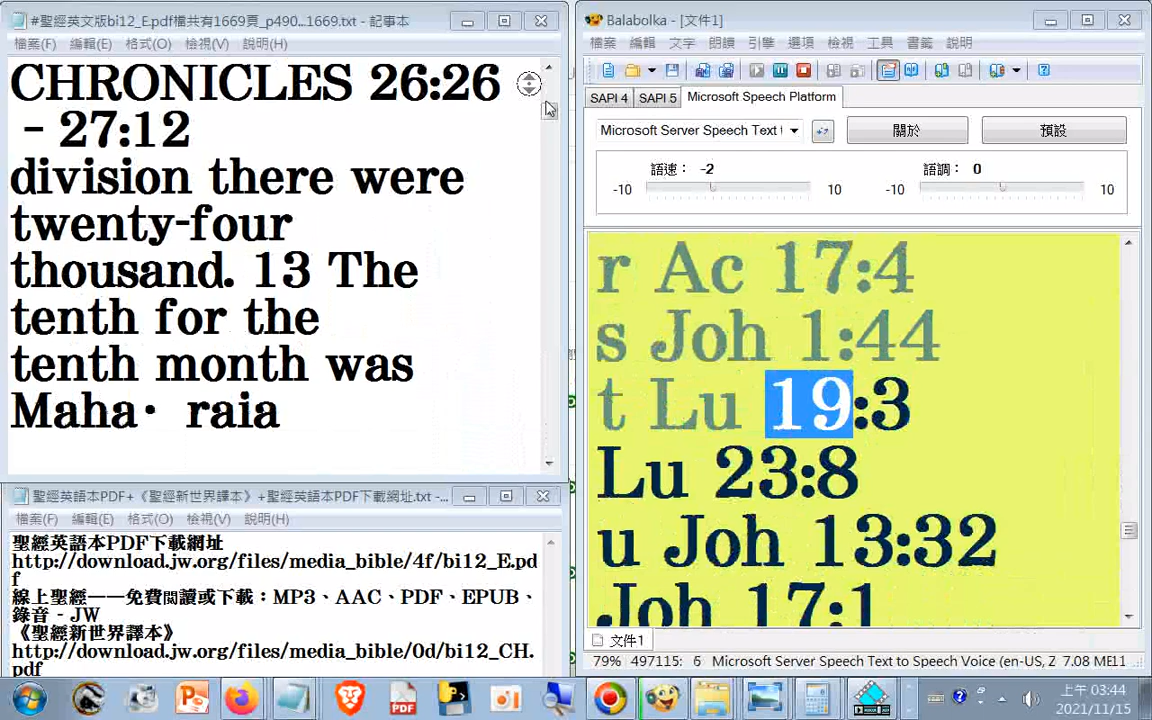 #聖經英文版bi12_E.pdf檔共有1669頁_p490...1669.txt - 記事本
檔案(F) 編輯(E) 格式(O) 檢視(V) 說明(H)
CHRONICLES 26:26
- 27:12
division there were
twenty-four
thousand. 13 The
tenth for the
tenth month was
Maha· raia
聖經英語本PDF+《聖經新世界譯本》+聖經英語本PDF下載網址.txt -...
檔案(F) 編輯(E) 格式(O) 檢視(V) 說明(H)
聖經英語本PDF下載網址
http://download.jw.org/files/media_bible/4f/bi12_E.pd
f
線上聖經——免費閱讀或下載：MP3、AAC、PDF、EPUB、
錄音 - JW
《聖經新世界譯本》
http://download.jw.org/files/media_bible/0d/bi12_CH.
pdf
Balabolka - [文件1]
檔案 編輯 文字 朗讀 引擎 選項 檢視 工具 書籤 說明
SAPI 4 SAPI 5 Microsoft Speech Platform
Microsoft Server Speech Text 關於 預設
語速： -2 語調： 0
-10 10 -10 10
r Ac 17:4
s Joh 1:44
t Lu 19:3
Lu 23:8
u Joh 13:32
Joh 17:1
文件1
79% 497115: 6 Microsoft Server Speech Text to Speech Voice (en-US, Z 7.08 ME11
上午 03:44
2021/11/15